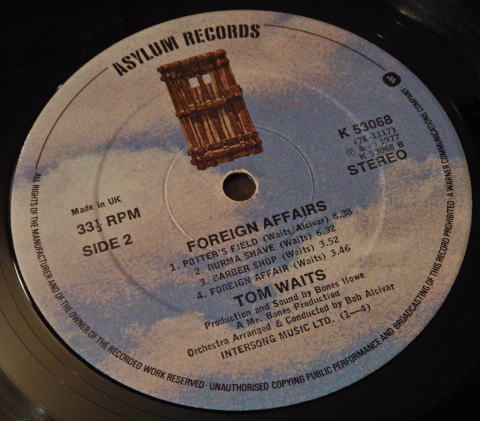 ASYLUM RECORDS
K 53068
(7E-1117)
℗ & © 1977
K 53068 B
STEREO
Made in UK
33⅓ RPM
SIDE 2
FOREIGN AFFAIRS
1. POTTER'S FIELD (Waits/Alcivar) 8.38
2. BURMA SHAVE (Waits) 6.32
3. BARBER SHOP (Waits) 3.52
4. FOREIGN AFFAIR (Waits) 3.46
TOM WAITS
Production and Sound by Bones Howe
A Mr. Bones Production
Orchestra Arranged & Conducted by Bob Alcivar
INTERSONG MUSIC LTD. (1—4)
ALL RIGHTS OF THE MANUFACTURER AND OF THE OWNER OF THE RECORDED WORK RESERVED · UNAUTHORISED COPYING PUBLIC PERFORMANCE AND BROADCASTING OF THIS RECORD PROHIBITED · A WARNER COMMUNICATIONS COMPANY